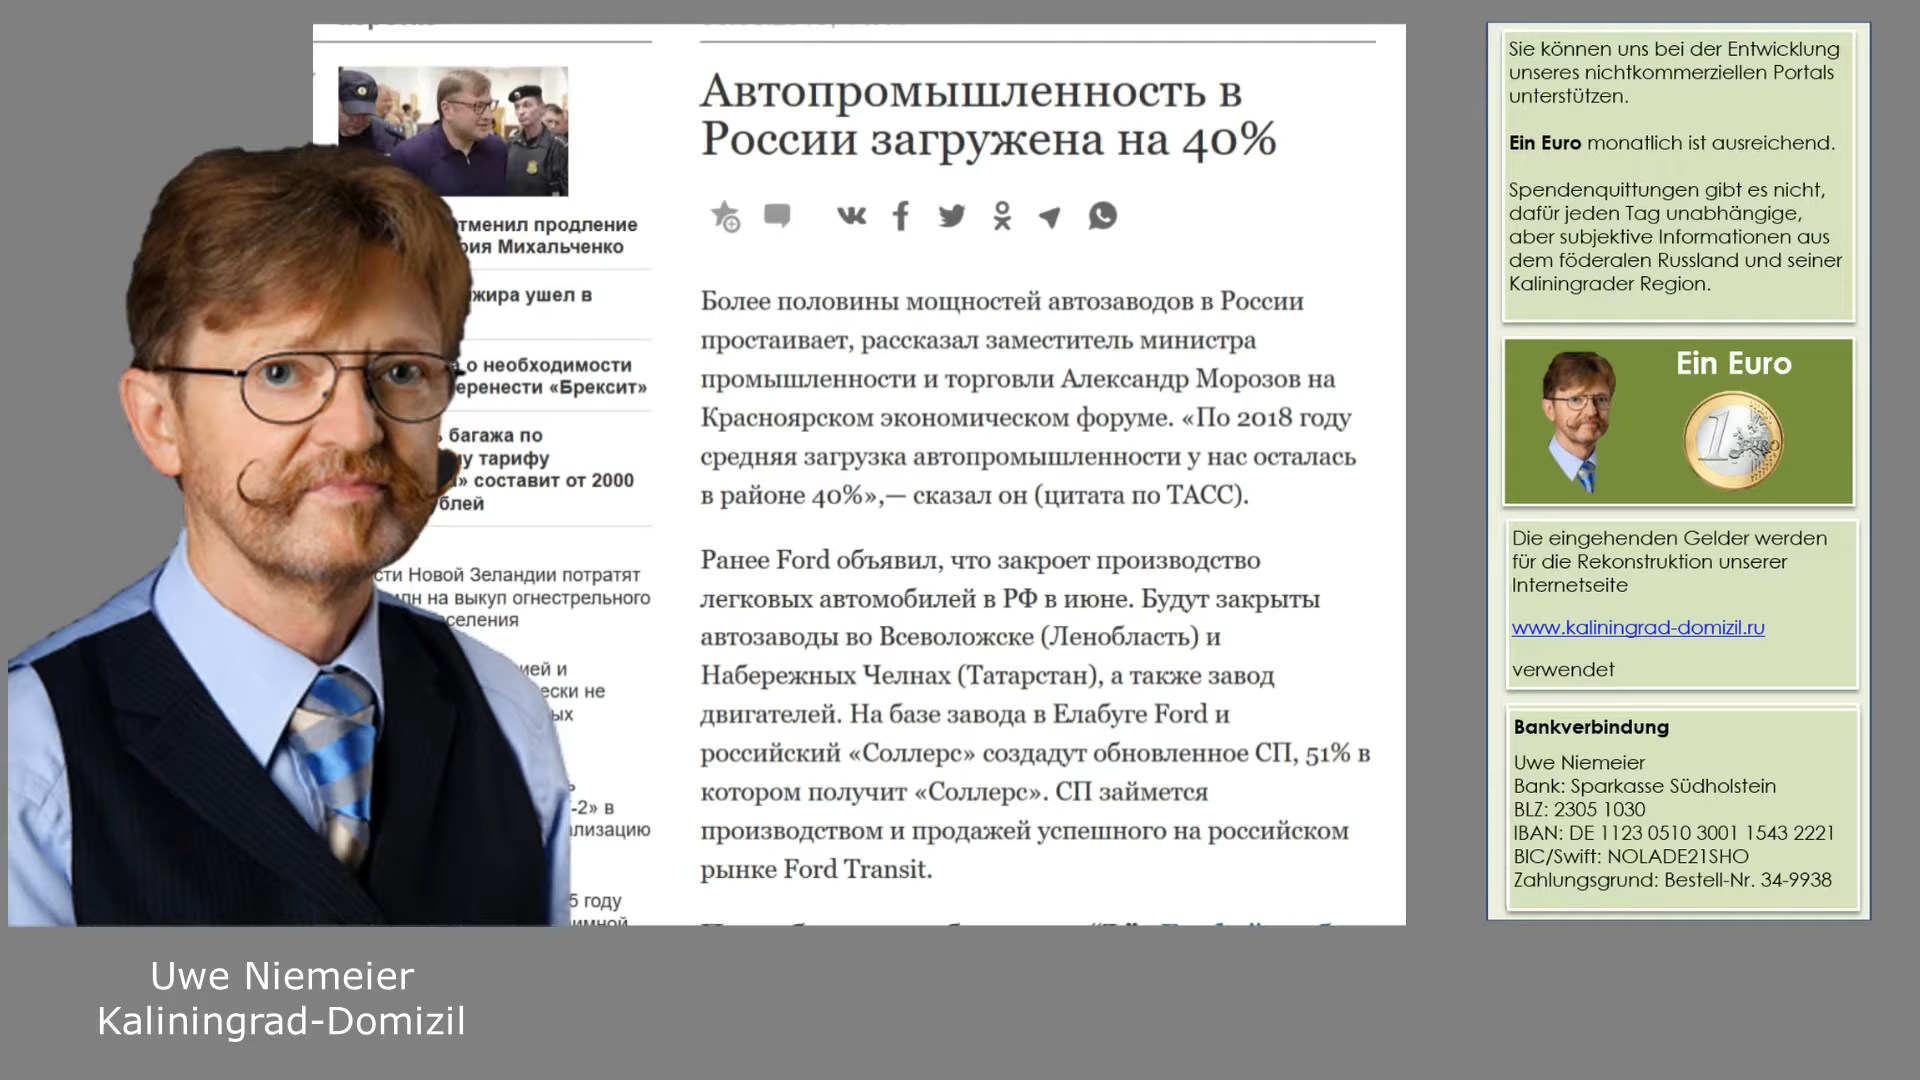 Автопромышленность в
России загружена на 40%
Более половины мощностей автозаводов в России
простаивает, рассказал заместитель министра
промышленности и торговли Александр Морозов на
Красноярском экономическом форуме. «По 2018 году
средняя загрузка автопромышленности у нас осталась
в районе 40%»,— сказал он (цитата по ТАСС).
Ранее Ford объявил, что закроет производство
легковых автомобилей в РФ в июне. Будут закрыты
автозаводы во Всеволожске (Ленобласть) и
Набережных Челнах (Татарстан), а также завод
двигателей. На базе завода в Елабуге Ford и
российский «Соллерс» создадут обновленное СП, 51% в
котором получит «Соллерс». СП займется
производством и продажей успешного на российском
рынке Ford Transit.
продление
Михальченко
ушел в
о необходимости
«Брексит»
багажа по
тарифу
составит от 2000
Новой Зеландии потратят
на выкуп огнестрельного
и
не
в
5 году
Sie können uns bei der Entwicklung
unseres nichtkommerziellen Portals
unterstützen.
Ein Euro monatlich ist ausreichend.
Spendenquittungen gibt es nicht,
dafür jeden Tag unabhängige,
aber subjektive Informationen aus
dem föderalen Russland und seiner
Kaliningrader Region.
Ein Euro
1 EURO
Die eingehenden Gelder werden
für die Rekonstruktion unserer
Internetseite
www.kaliningrad-domizil.ru
verwendet
Bankverbindung
Uwe Niemeier
Bank: Sparkasse Südholstein
BLZ: 2305 1030
IBAN: DE 1123 0510 3001 1543 2221
BIC/Swift: NOLADE21SHO
Zahlungsgrund: Bestell-Nr. 34-9938
Uwe Niemeier
Kaliningrad-Domizil